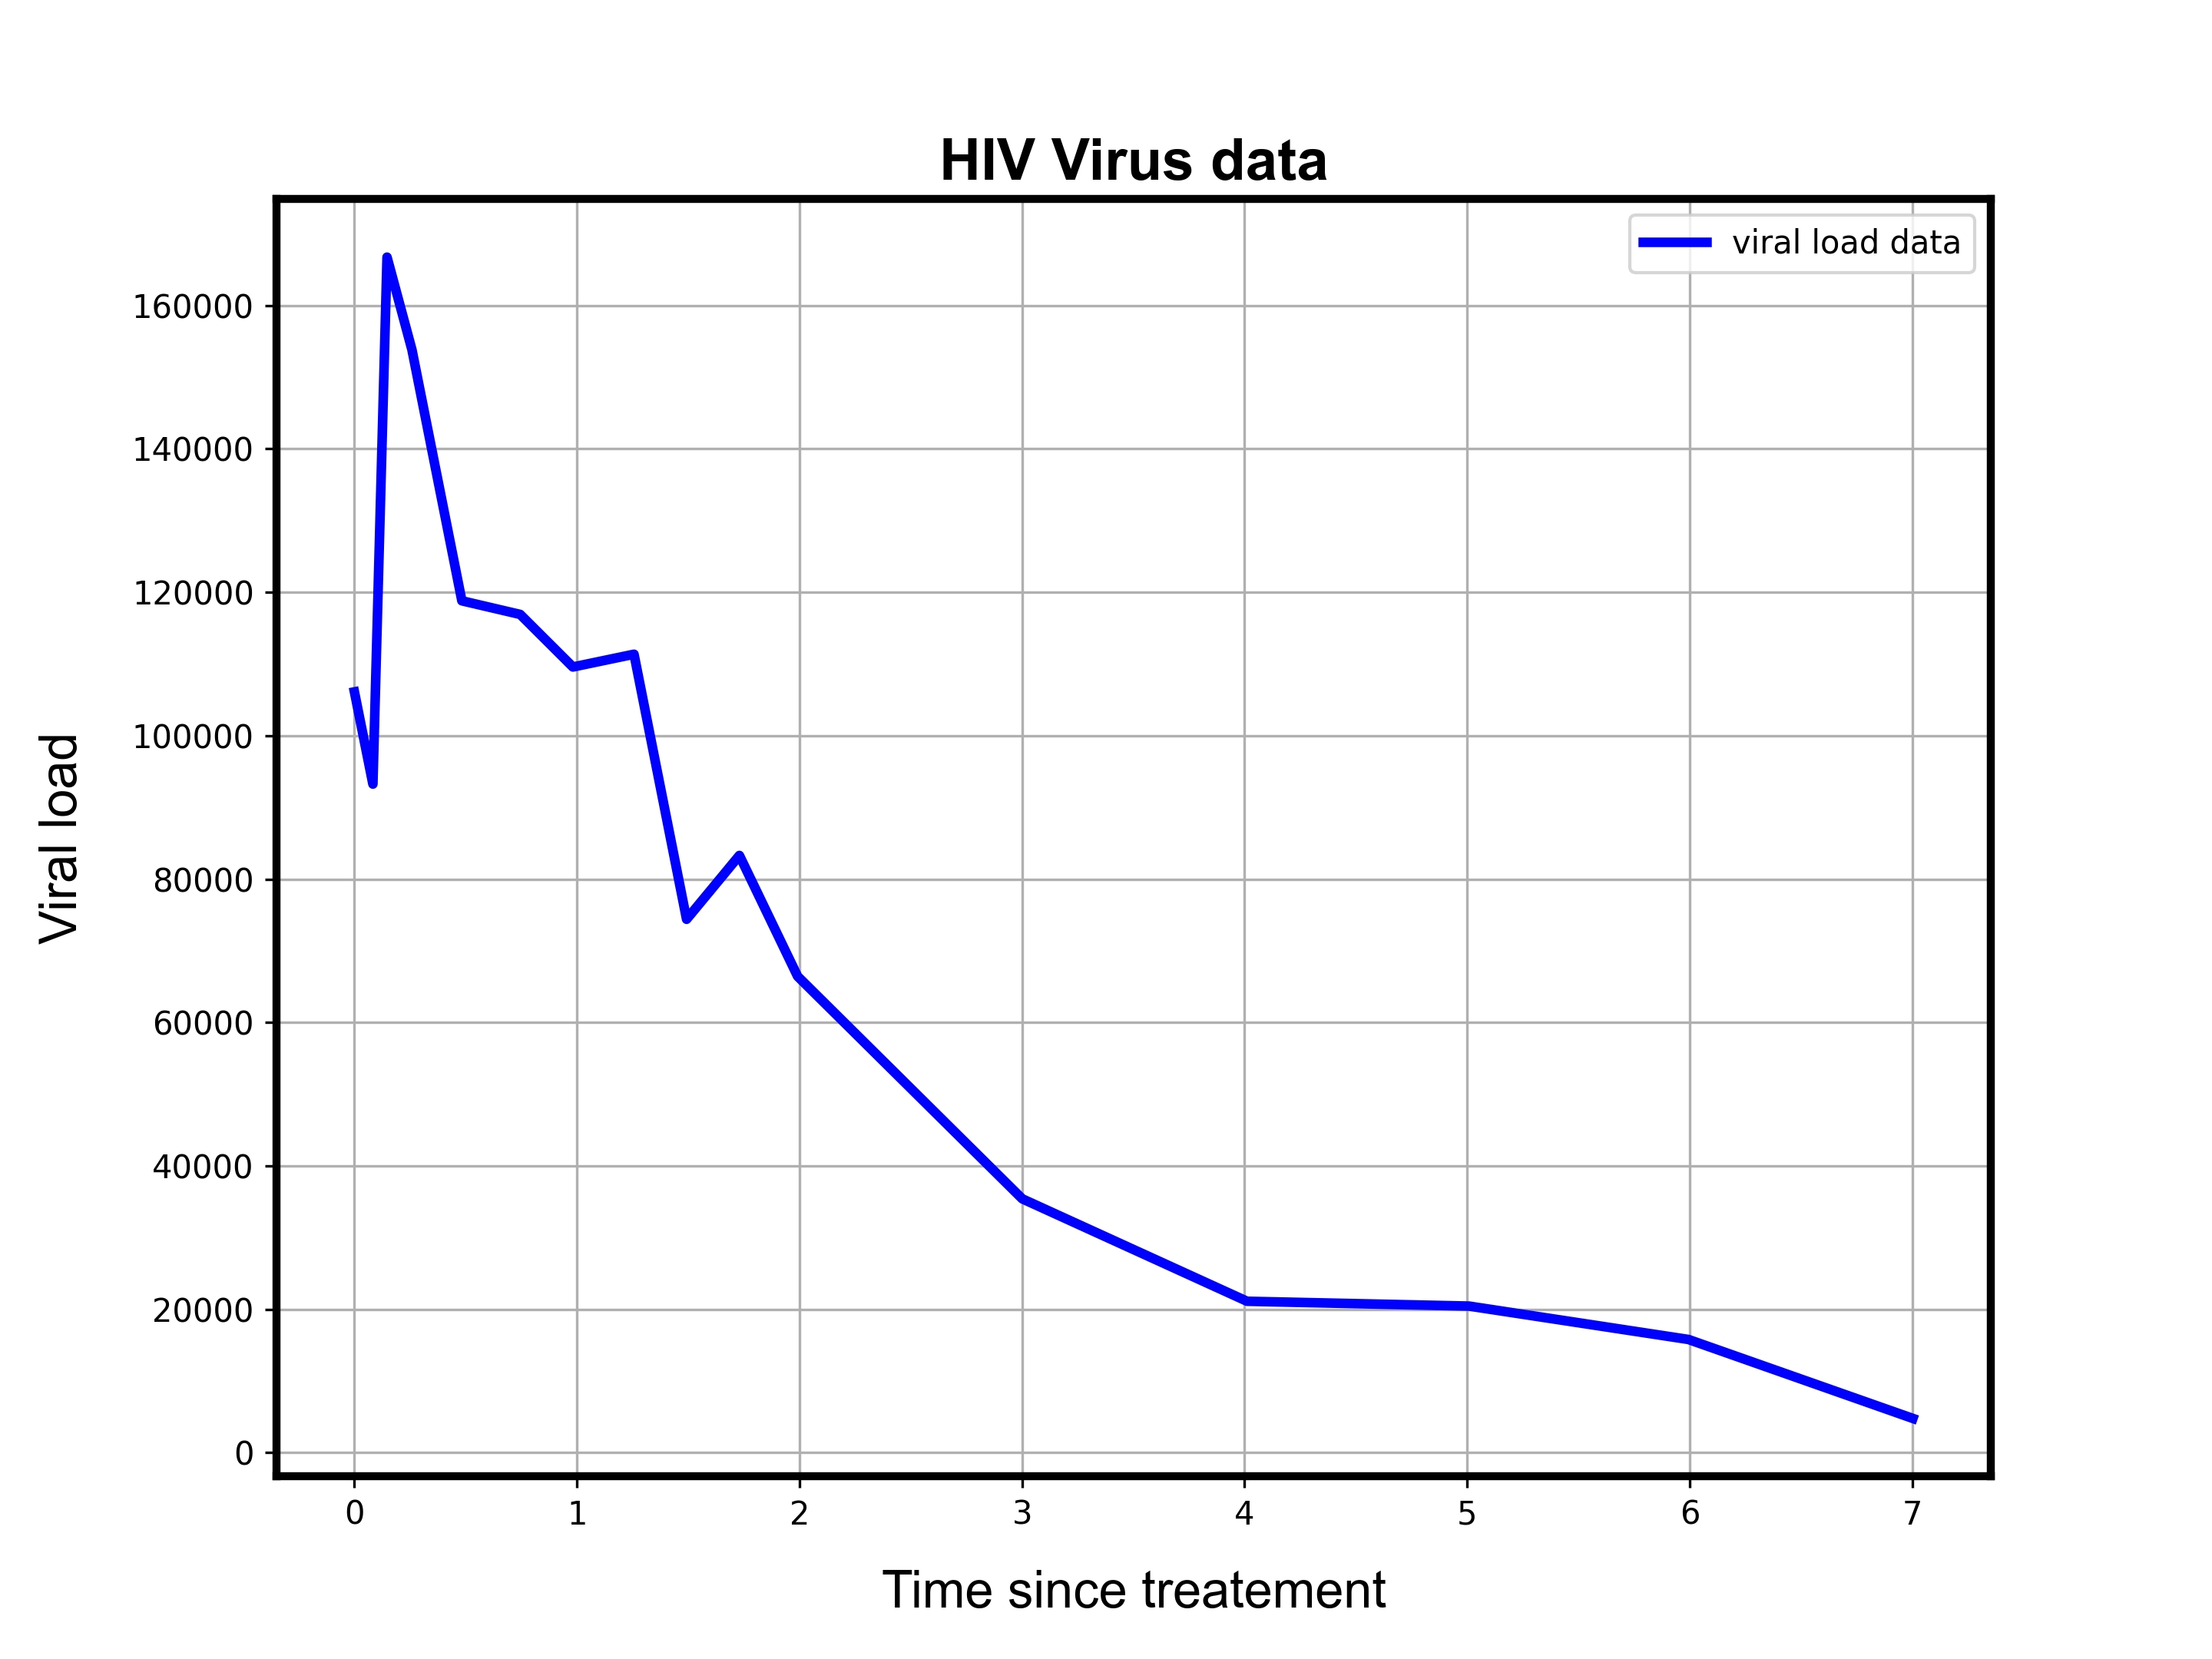 HIV Virus data
viral load data
Viral load
160000
140000
120000
100000
80000
60000
40000
20000
0
0 1 2 3 4 5 6 7
Time since treatement